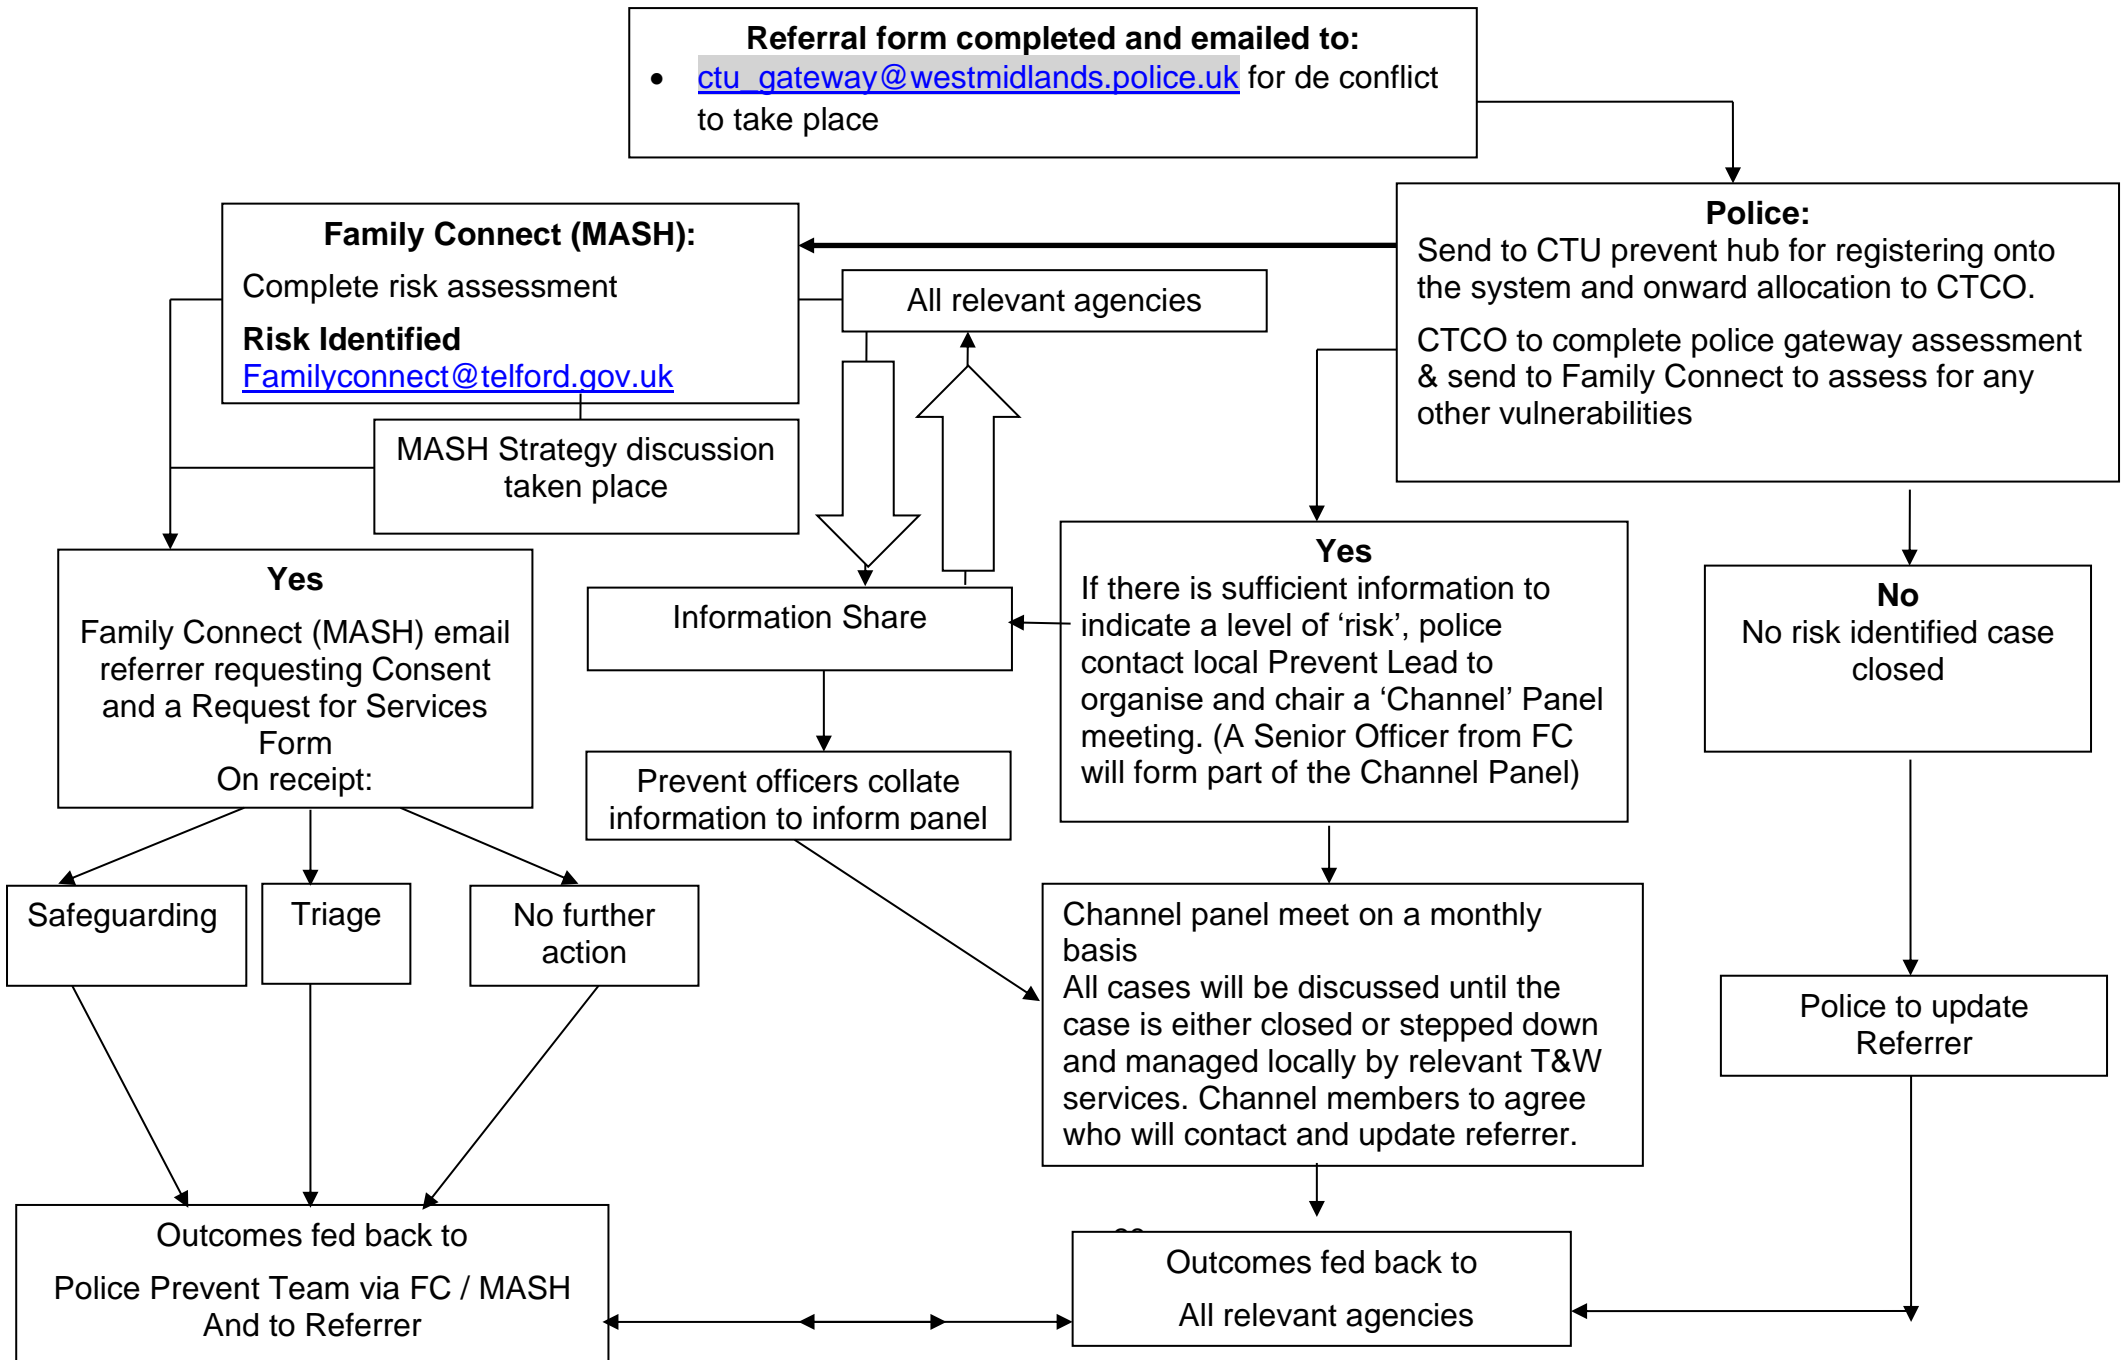 Referral form completed and emailed to:
• ctu_gateway@westmidlands.police.uk for de conflict
to take place
Police:
Send to CTU prevent hub for registering onto
the system and onward allocation to CTCO.
CTCO to complete police gateway assessment
& send to Family Connect to assess for any
other vulnerabilities
Family Connect (MASH):
Complete risk assessment
Risk Identified
Familyconnect@telford.gov.uk
All relevant agencies
MASH Strategy discussion
taken place
Yes
Family Connect (MASH) email
referrer requesting Consent
and a Request for Services
Form
On receipt:
Information Share
Yes
If there is sufficient information to
indicate a level of ‘risk’, police
contact local Prevent Lead to
organise and chair a ‘Channel’ Panel
meeting. (A Senior Officer from FC
will form part of the Channel Panel)
No
No risk identified case
closed
Prevent officers collate
information to inform panel
Safeguarding
Triage
No further
action
Channel panel meet on a monthly
basis
All cases will be discussed until the
case is either closed or stepped down
and managed locally by relevant T&W
services. Channel members to agree
who will contact and update referrer.
Police to update
Referrer
Outcomes fed back to
Police Prevent Team via FC / MASH
And to Referrer
Outcomes fed back to
All relevant agencies